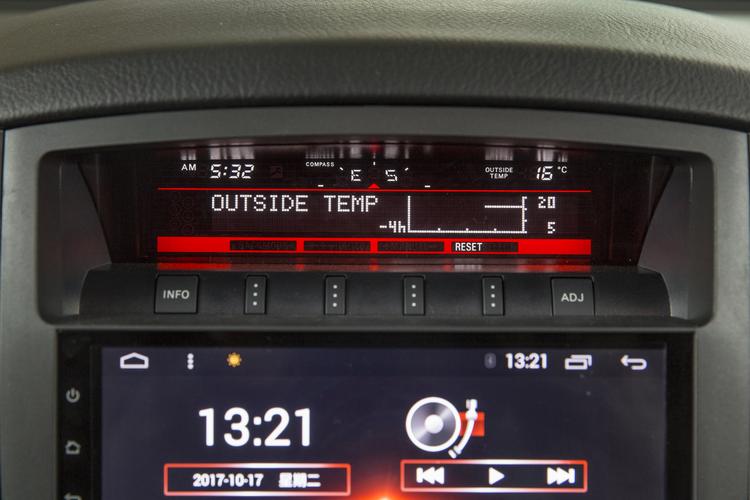 AM 5:32
COMPASS
E S
OUTSIDE TEMP 16°C
OUTSIDE TEMP
20
-4h
5
RESET
INFO
ADJ
13:21
13:21
2017-10-17 星期二